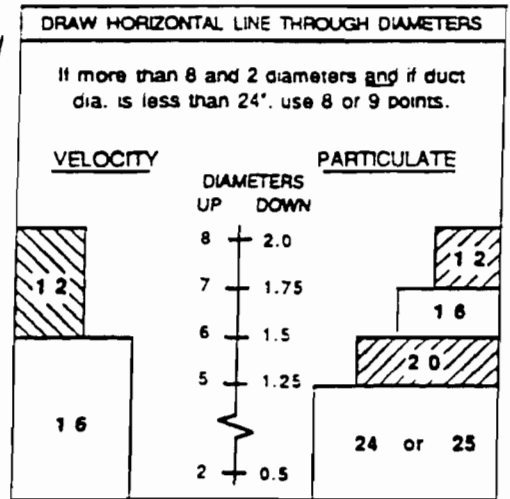 DRAW HORIZONTAL LINE THROUGH DIAMETERS
If more than 8 and 2 diameters and if duct
dia. is less than 24". use 8 or 9 points.
VELOCITY PARTICULATE
DIAMETERS
UP DOWN
8 2.0
12 12
7 1.75
16
6 1.5
20
5 1.25
16
24 or 25
2 0.5